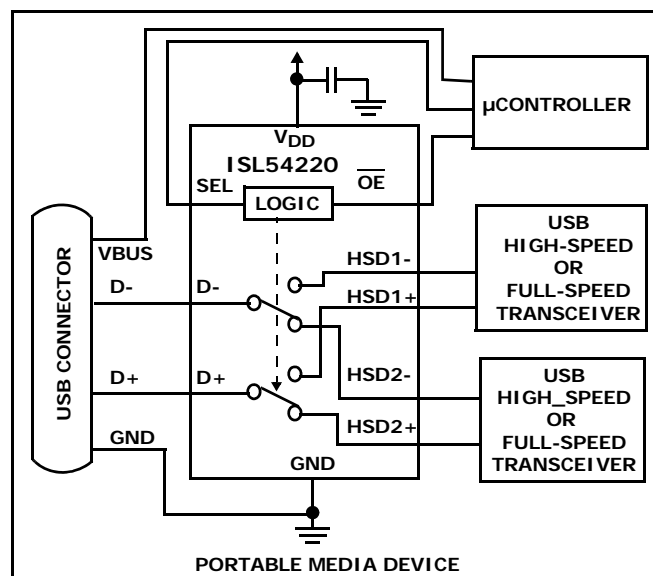 µCONTROLLER
VDD
ISL54220
SEL
OE
LOGIC
USB CONNECTOR
VBUS
D-
D-
D+
D+
GND
HSD1-
HSD1+
HSD2-
HSD2+
GND
USB
HIGH-SPEED
OR
FULL-SPEED
TRANSCEIVER
USB
HIGH_SPEED
OR
FULL-SPEED
TRANSCEIVER
PORTABLE MEDIA DEVICE